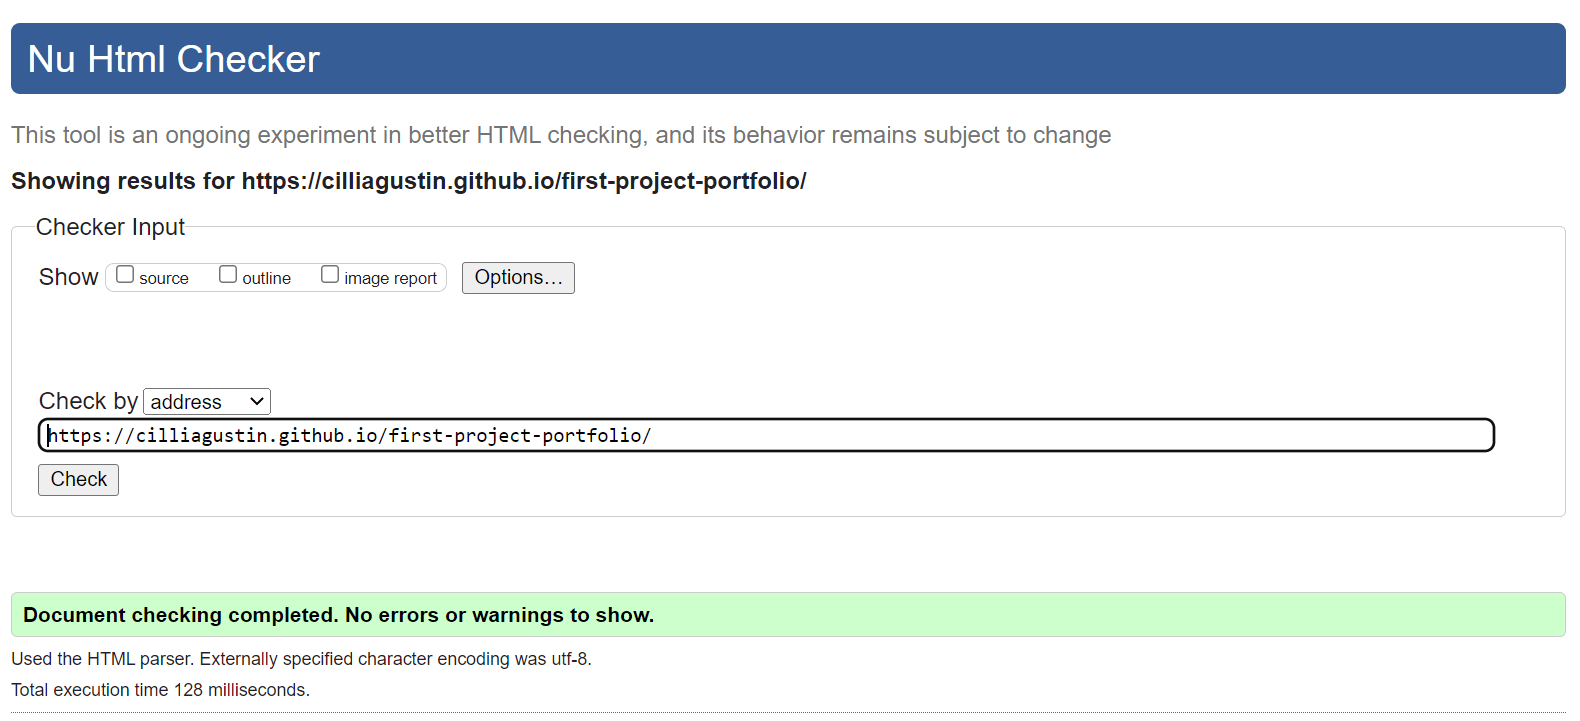 Nu Html Checker
This tool is an ongoing experiment in better HTML checking, and its behavior remains subject to change
Showing results for https://cilliagustin.github.io/first-project-portfolio/
Checker Input
Show source outline image report Options…
Check by address
https://cilliagustin.github.io/first-project-portfolio/
Check
Document checking completed. No errors or warnings to show.
Used the HTML parser. Externally specified character encoding was utf-8.
Total execution time 128 milliseconds.